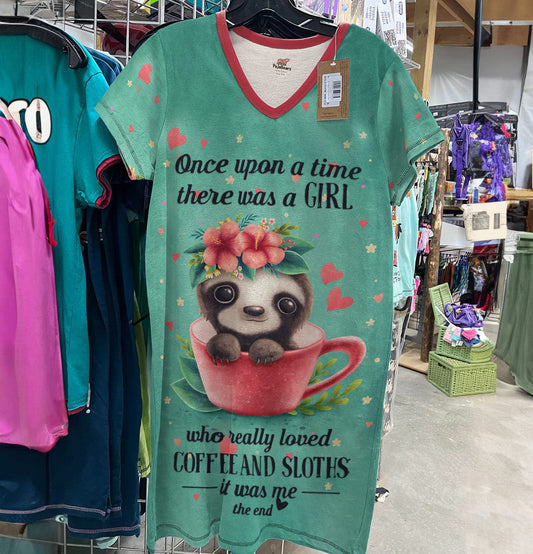 Once upon a time
there was a GIRL
who really loved
COFFEE AND SLOTHS
it was me
the end